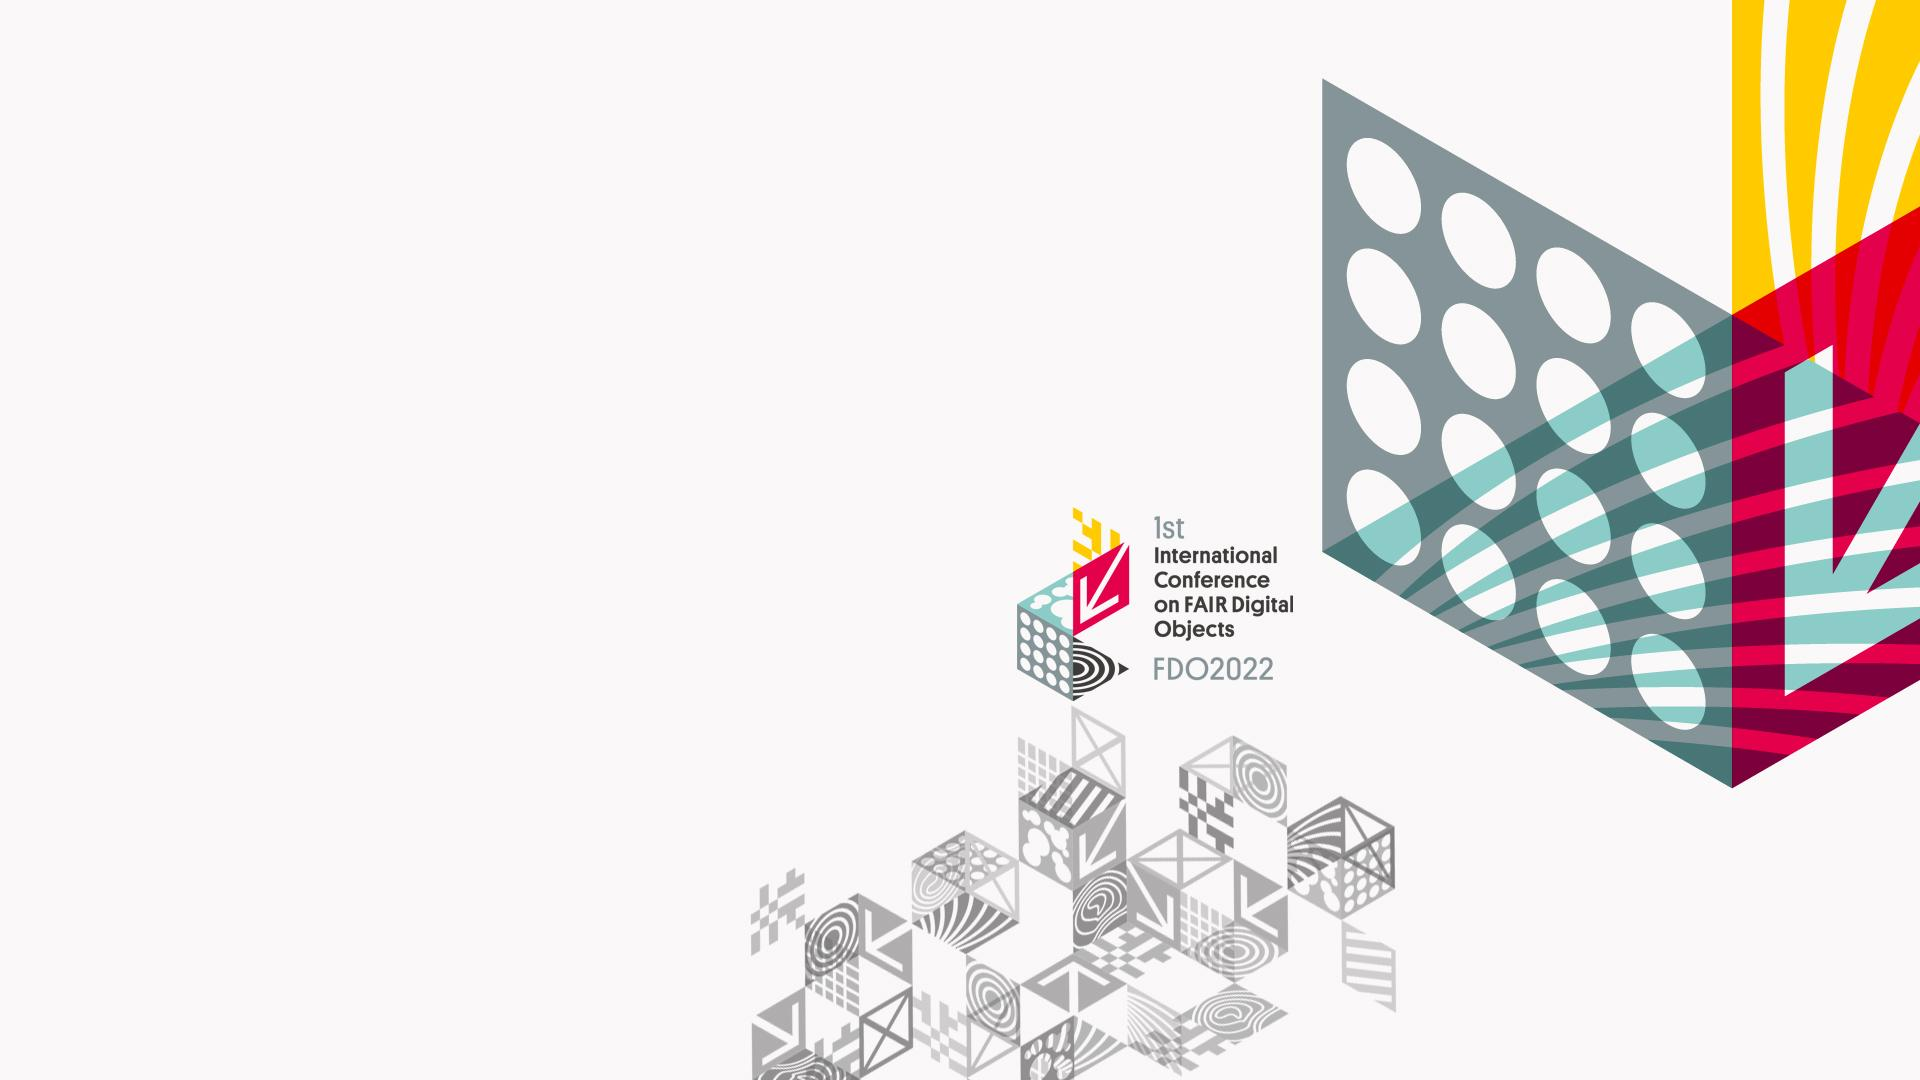 1st
International
Conference
on FAIR Digital
Objects
FDO2022